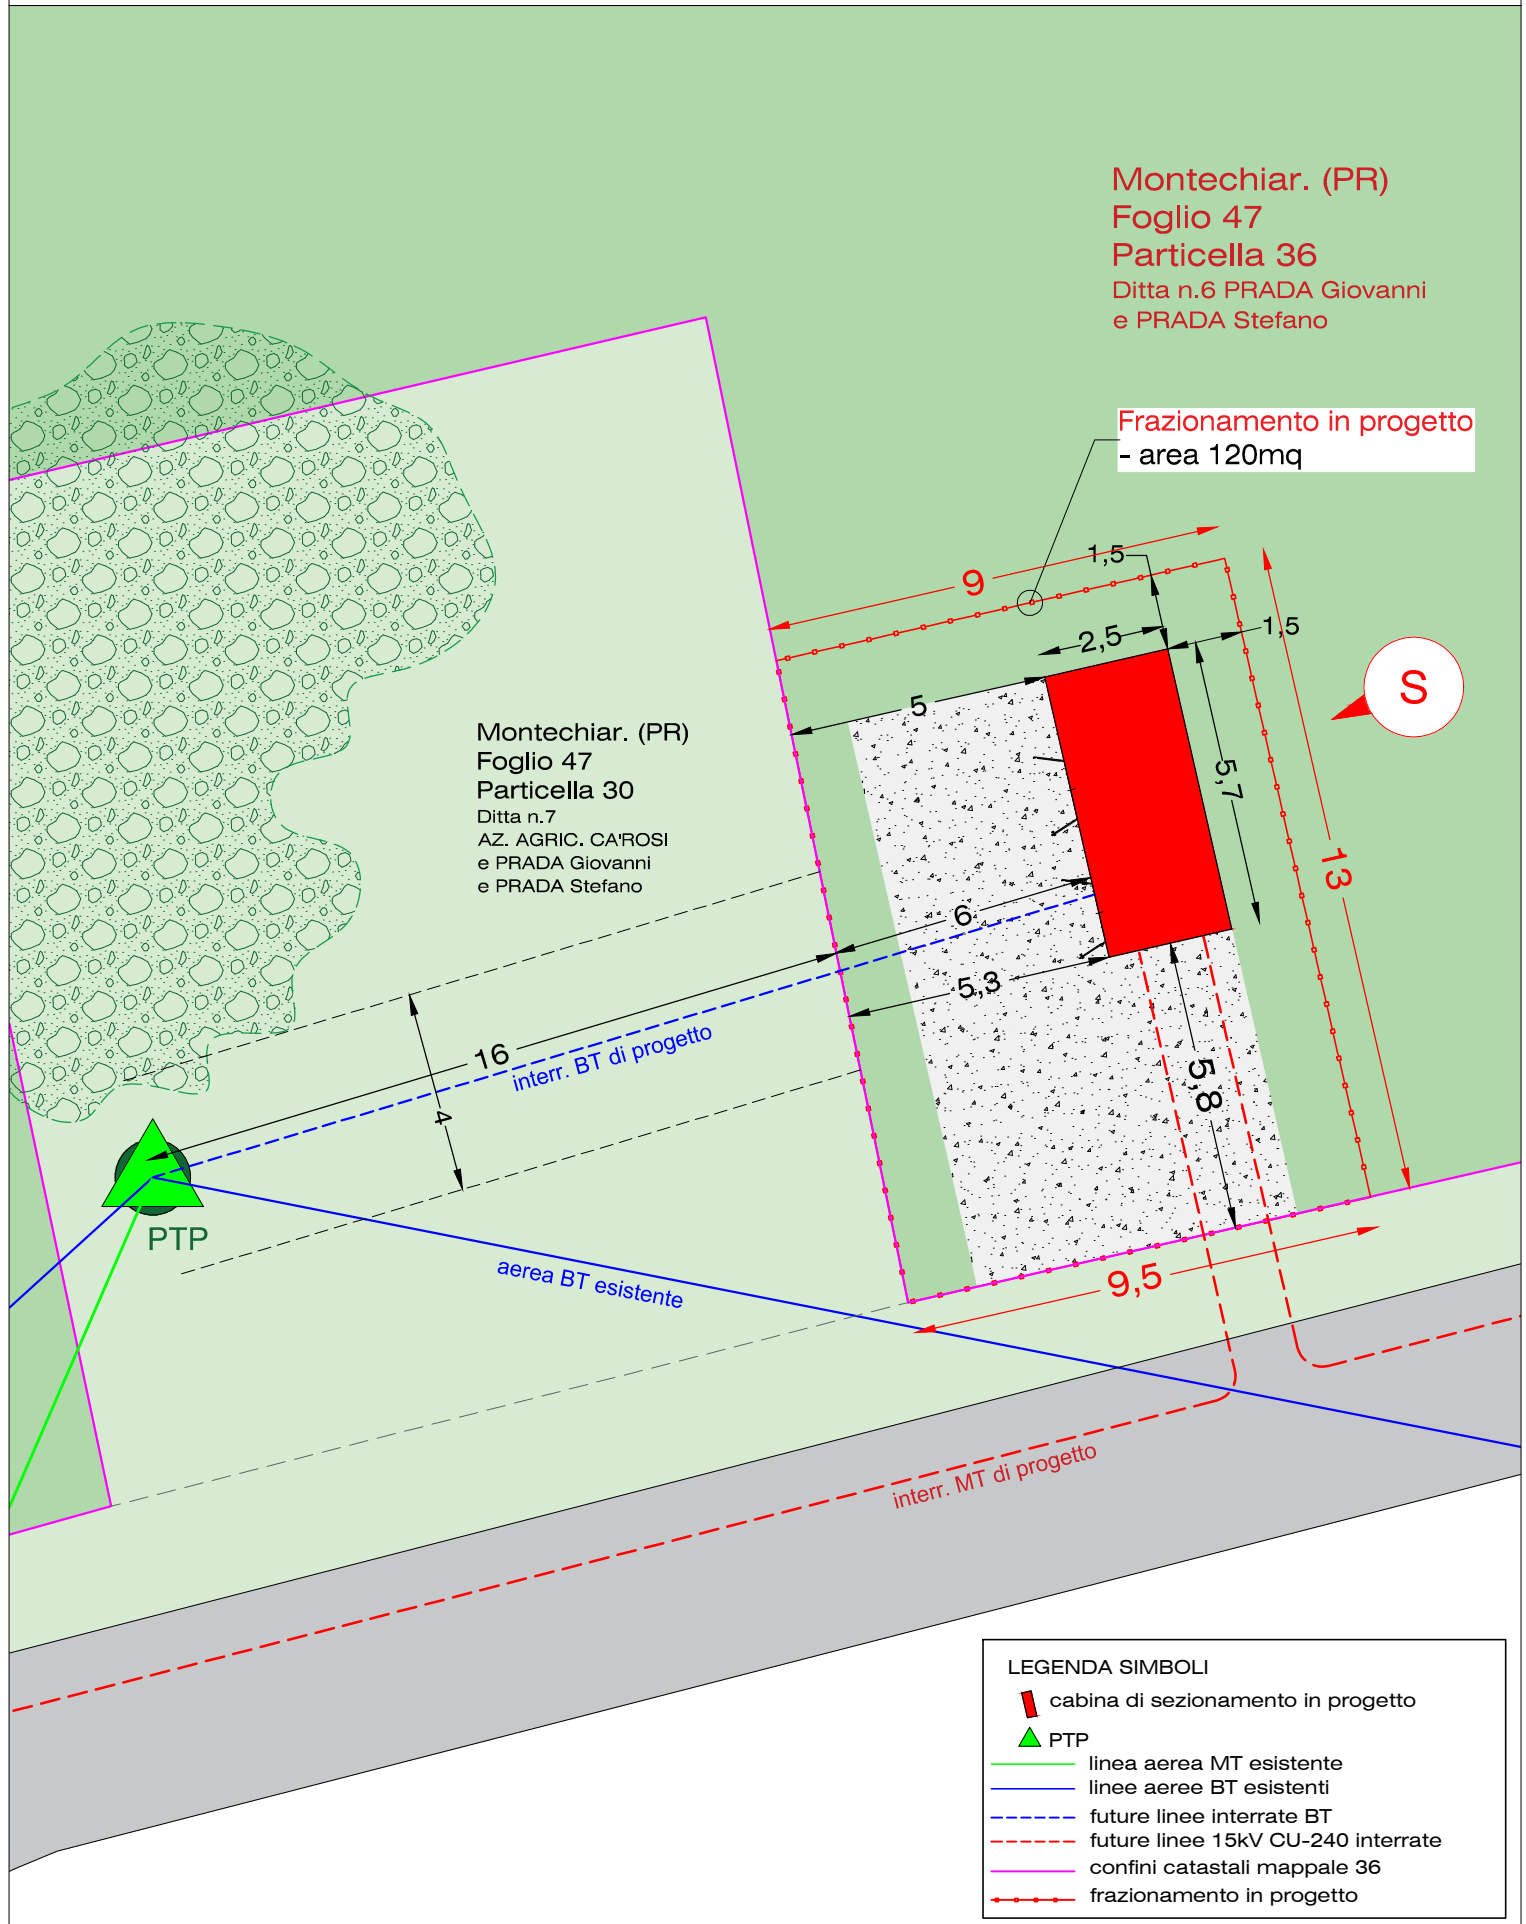 Montechiar. (PR)
Foglio 47
Particella 36
Ditta n.6 PRADA Giovanni
e PRADA Stefano
Frazionamento in progetto
- area 120mq
1,5
9
2,5
1,5
S
5
5,7
Montechiar. (PR)
Foglio 47
Particella 30
Ditta n.7
AZ. AGRIC. CA'ROSI
e PRADA Giovanni
e PRADA Stefano
13
6
5,3
16
interr. BT di progetto
5,8
4
PTP
aerea BT esistente
9,5
interr. MT di progetto
LEGENDA SIMBOLI
cabina di sezionamento in progetto
PTP
linea aerea MT esistente
linee aeree BT esistenti
future linee interrate BT
future linee 15kV CU-240 interrate
confini catastali mappale 36
frazionamento in progetto